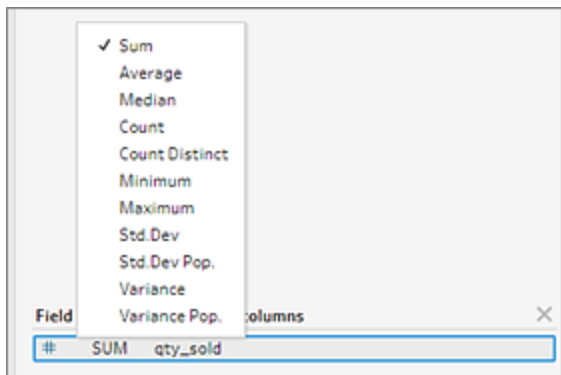 ✓ Sum
Average
Median
Count
Count Distinct
Minimum
Maximum
Std.Dev
Std.Dev Pop.
Variance
Variance Pop.
Field olumns
# SUM qty_sold